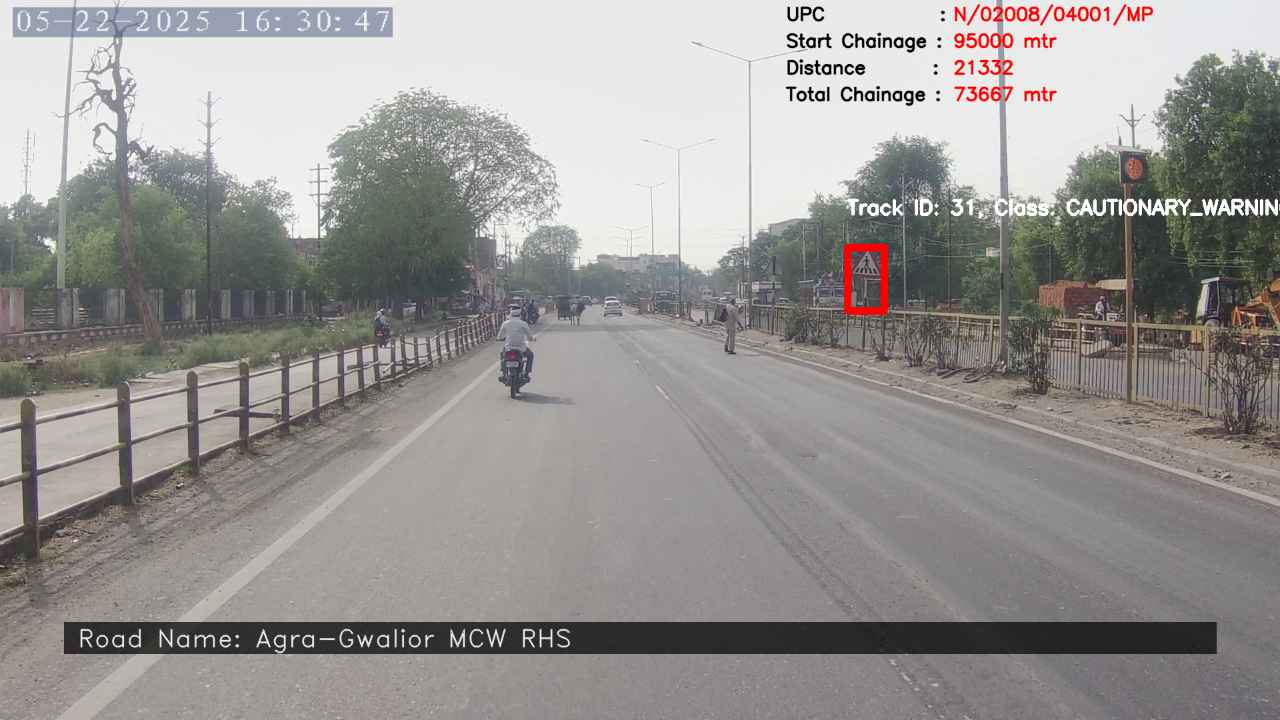 05-22-2025 16:30:47
UPC : N/02008/04001/MP
Start Chainage : 95000 mtr
Distance : 21332
Total Chainage : 73667 mtr
Track ID: 31, Class: CAUTIONARY_WARNIN
Road Name: Agra-Gwalior MCW RHS